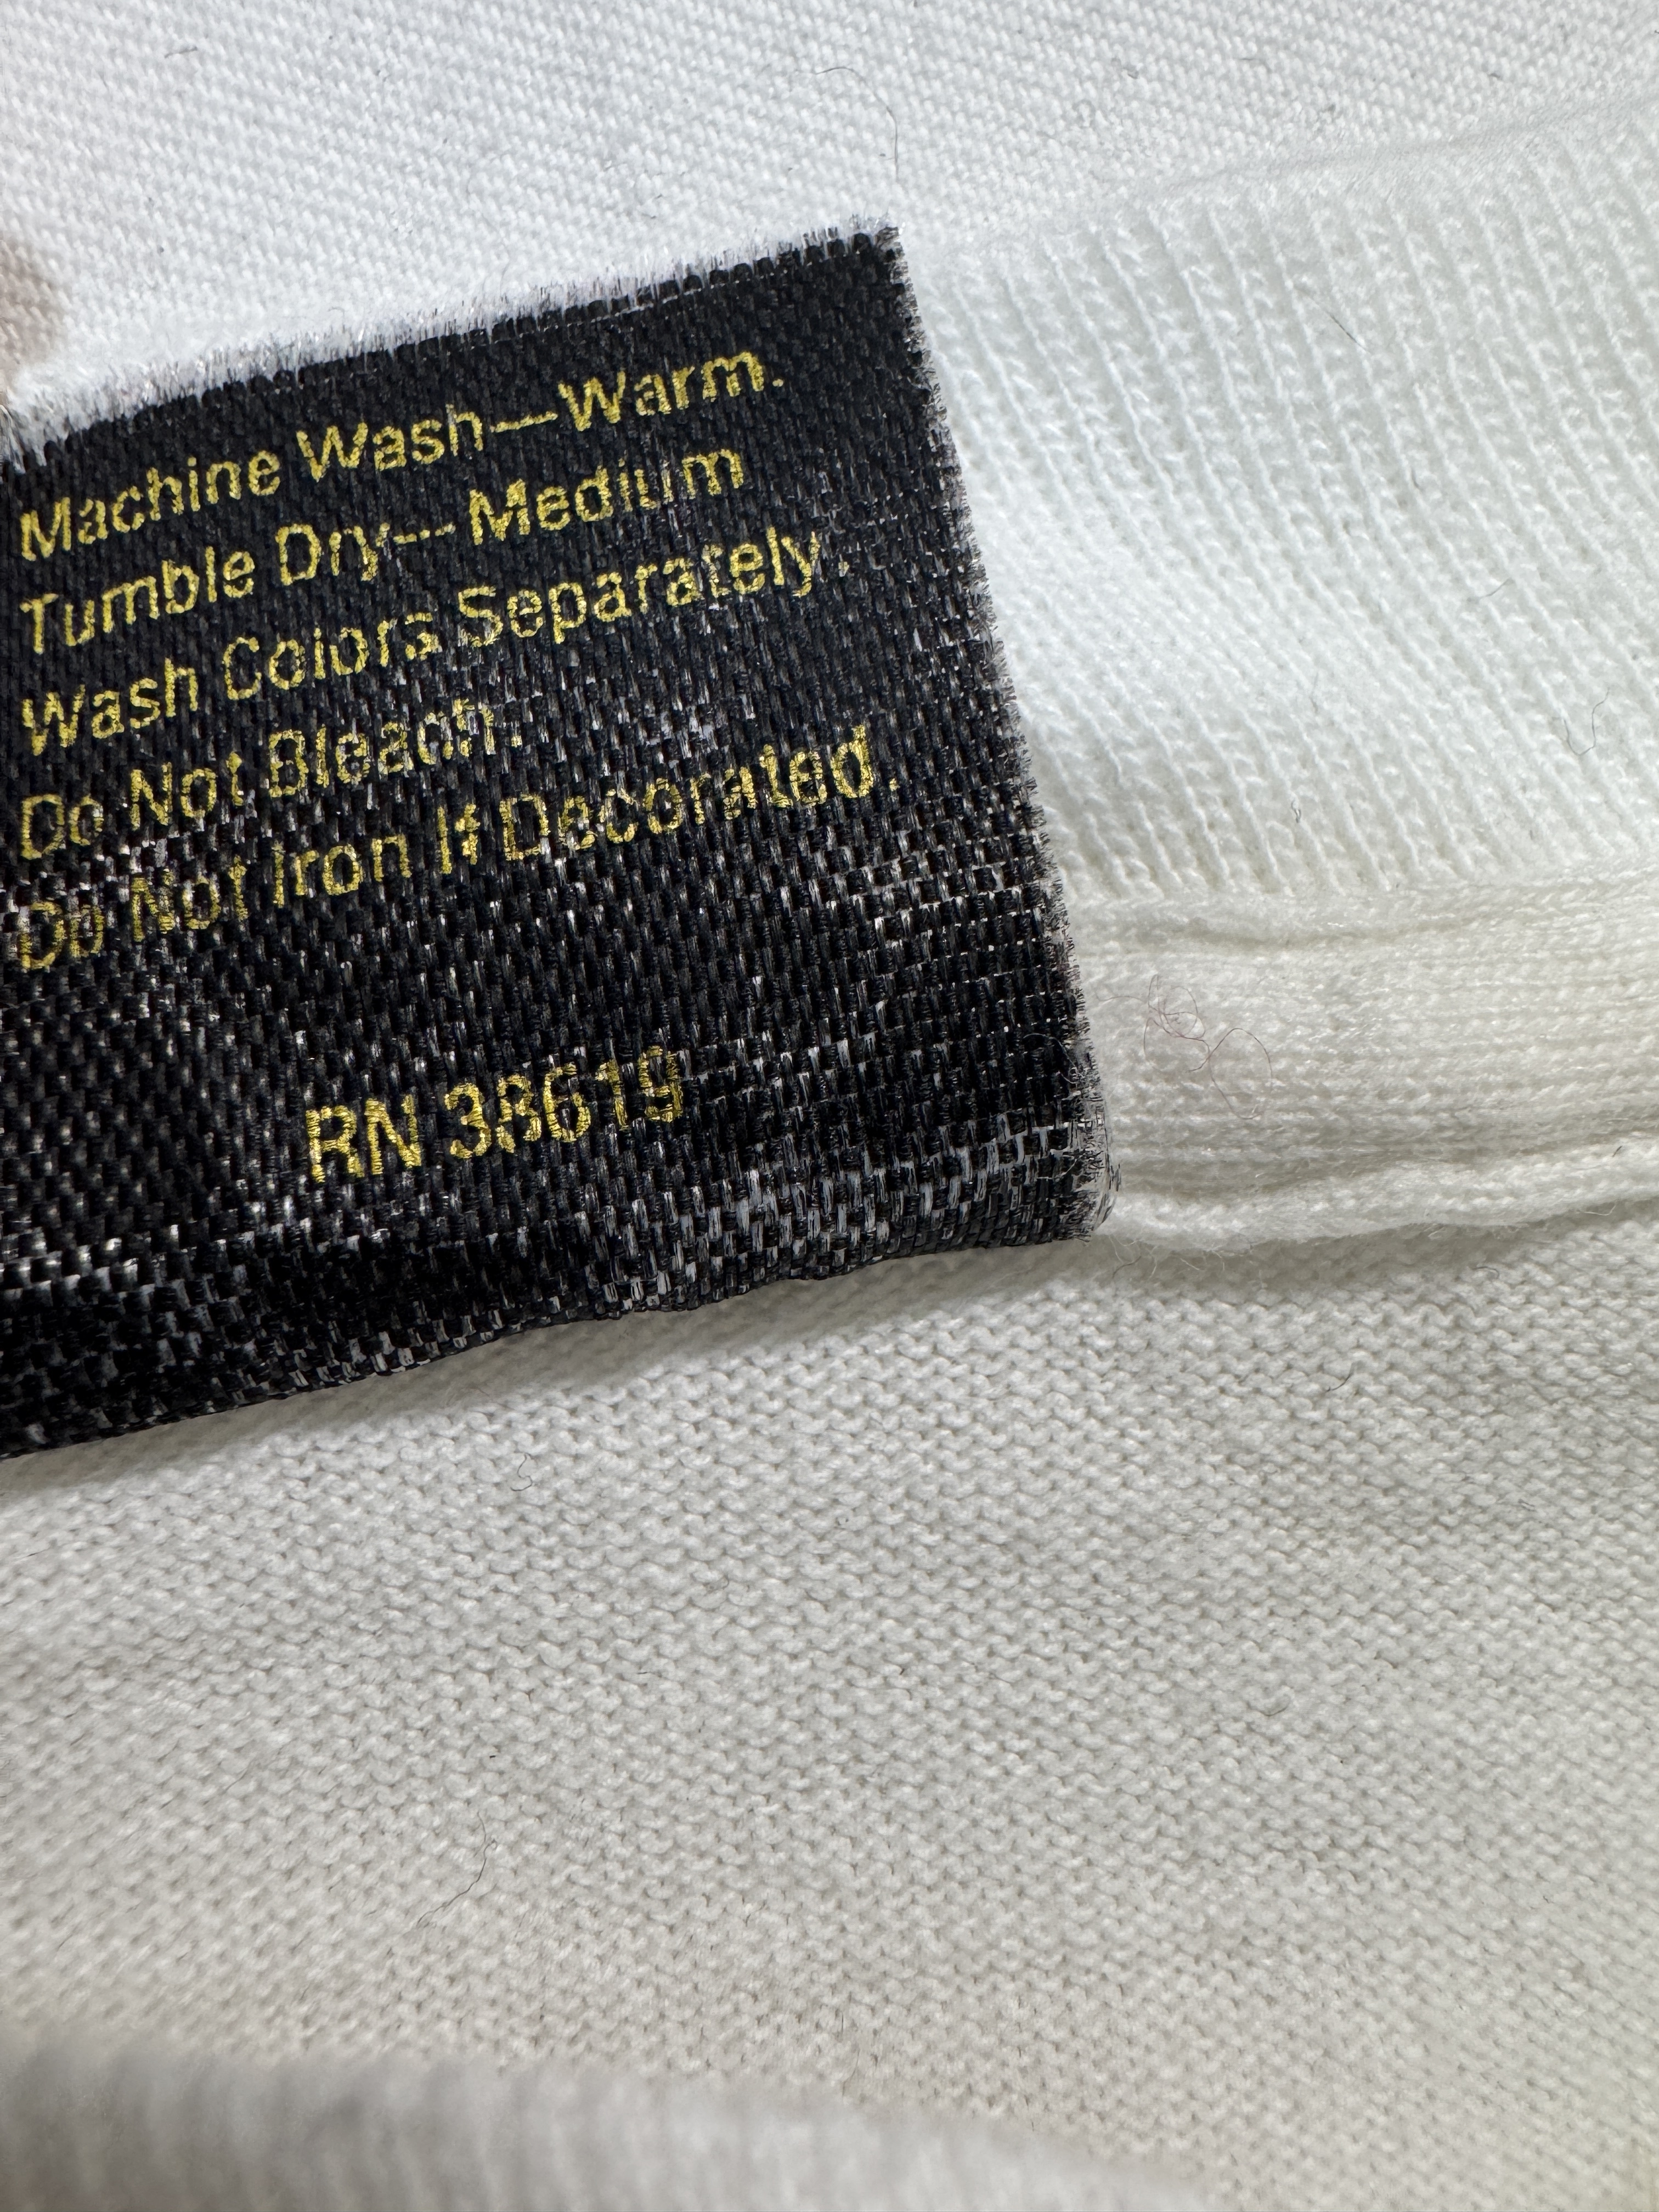 Machine Wash—Warm.
Tumble Dry—Medium
Wash Colors Separately.
Do Not Bleach.
Do Not Iron If Decorated.
RN 38619